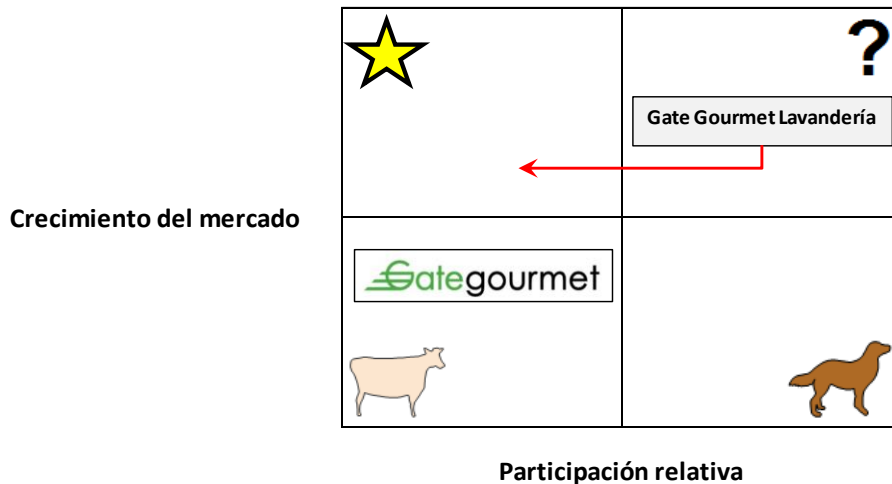 ?
Gate Gourmet Lavandería
Crecimiento del mercado
Gategourmet
Participación relativa